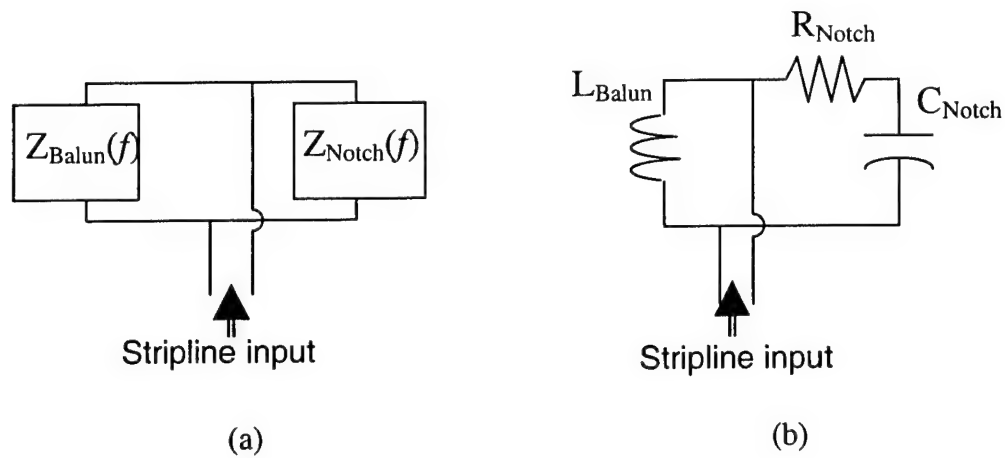 Z_Balun(f)
Z_Notch(f)
Stripline input
(a)
R_Notch
L_Balun
C_Notch
Stripline input
(b)